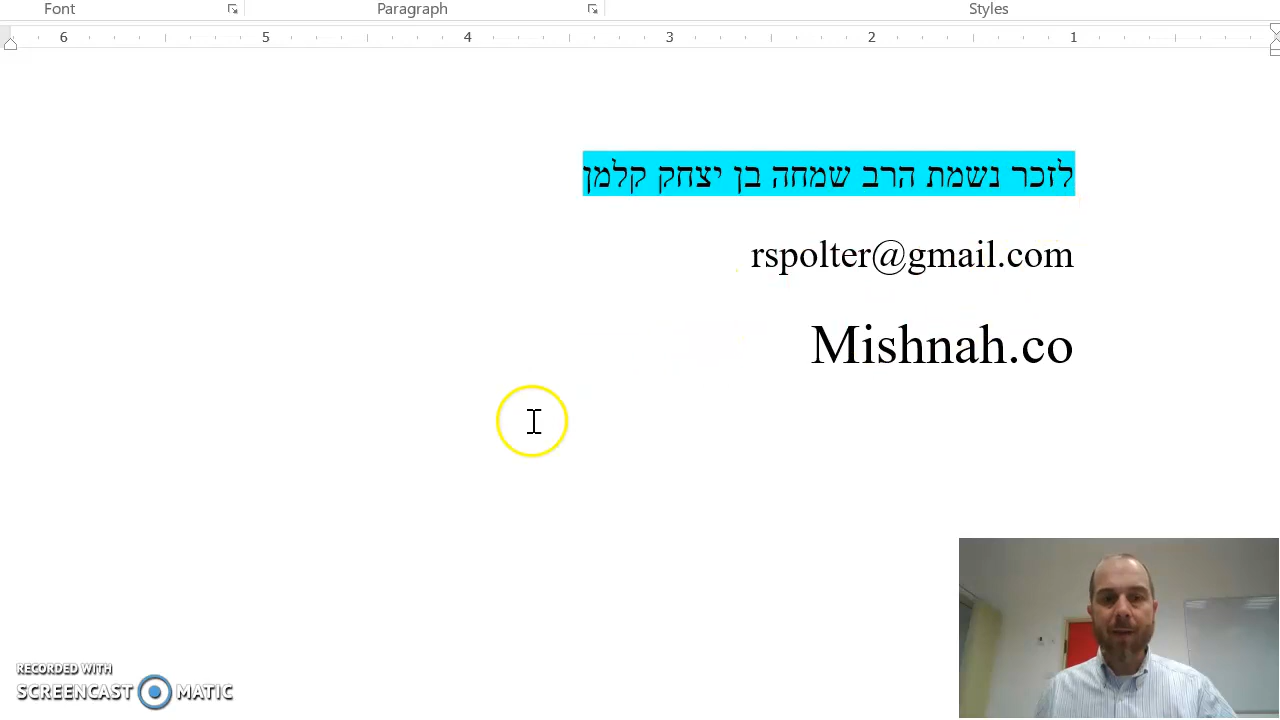 Font Paragraph Styles
6 5 4 3 2 1
לזכר נשמת הרב שמחה בן יצחק קלמן
rspolter@gmail.com
Mishnah.co
RECORDED WITH
SCREENCAST MATIC